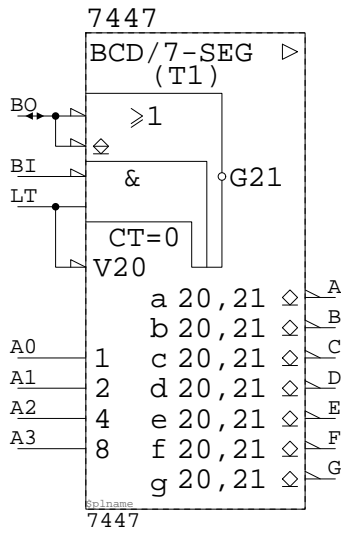 7447
BCD/7-SEG
(T1)
BO
≥1
BI
&
G21
LT
CT=0
V20
a 20,21 A
b 20,21 B
A0 1 c 20,21 C
A1 2 d 20,21 D
A2 4 e 20,21 E
A3 8 f 20,21 F
g 20,21 G
$plname
7447